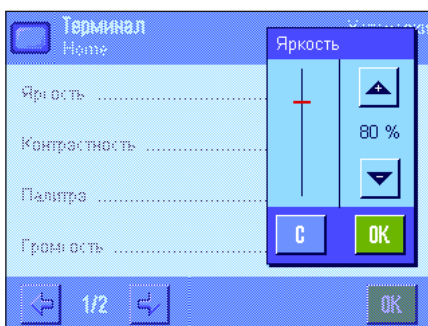 Терминал
Home
Яркость
Яркость ..................
Контрастность ..................
Палитра ..................
Громкость ..................
80 %
C
OK
1/2
OK